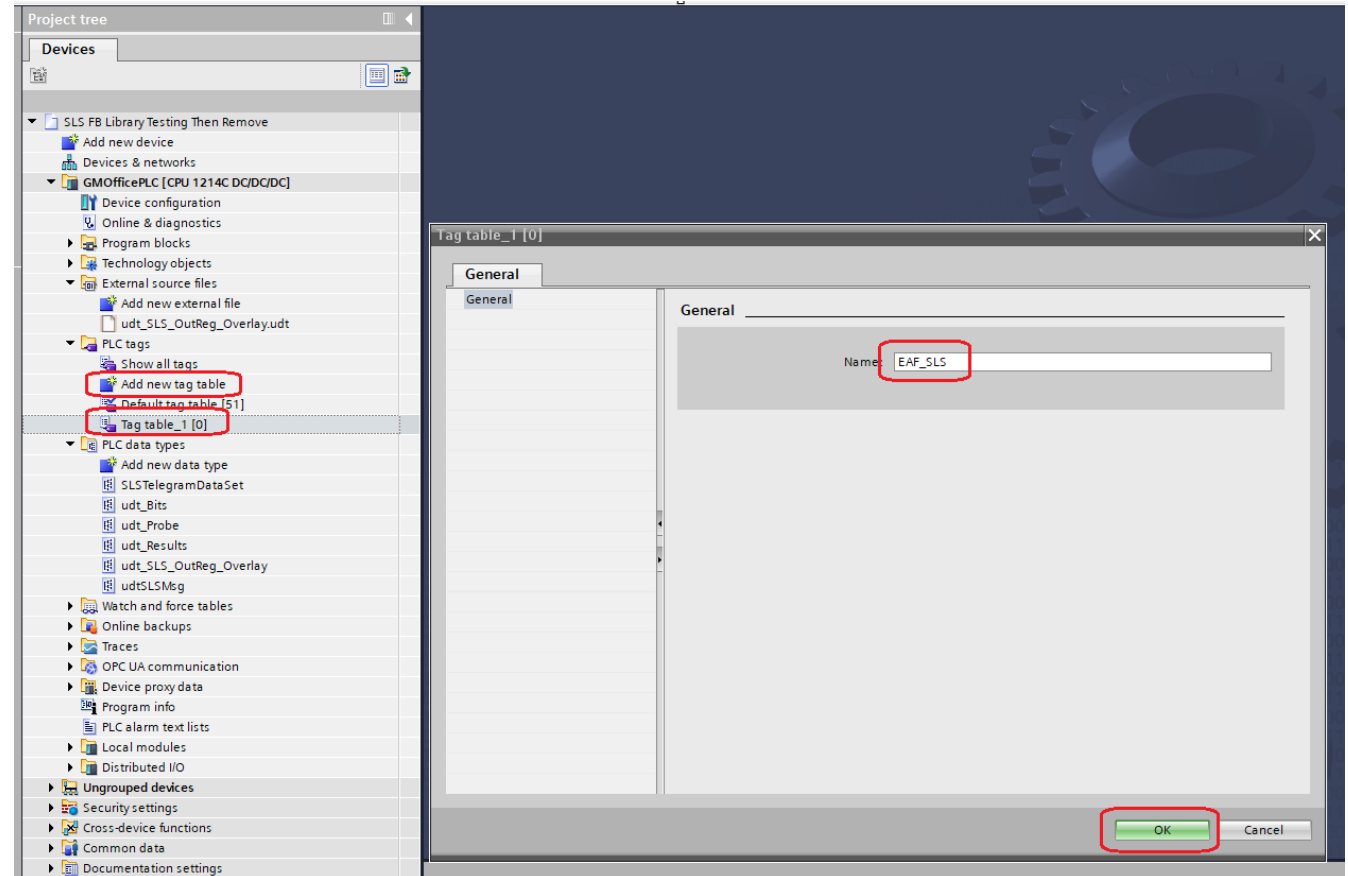 Project tree
Devices
SLS FB Library Testing Then Remove
Add new device
Devices & networks
GMOfficePLC [CPU 1214C DC/DC/DC]
Device configuration
Online & diagnostics
Program blocks
Technology objects
External source files
Add new external file
udt_SLS_OutReg_Overlay.udt
PLC tags
Show all tags
Add new tag table
Default tag table [51]
Tag table_1 [0]
PLC data types
Add new data type
SLSTelegramDataSet
udt_Bits
udt_Probe
udt_Results
udt_SLS_OutReg_Overlay
udtSLSMsg
Watch and force tables
Online backups
Traces
OPC UA communication
Device proxy data
Program info
PLC alarm text lists
Local modules
Distributed I/O
Ungrouped devices
Security settings
Cross-device functions
Common data
Documentation settings
Tag table_1 [0]
General
General
General
Name: EAF_SLS
OK Cancel